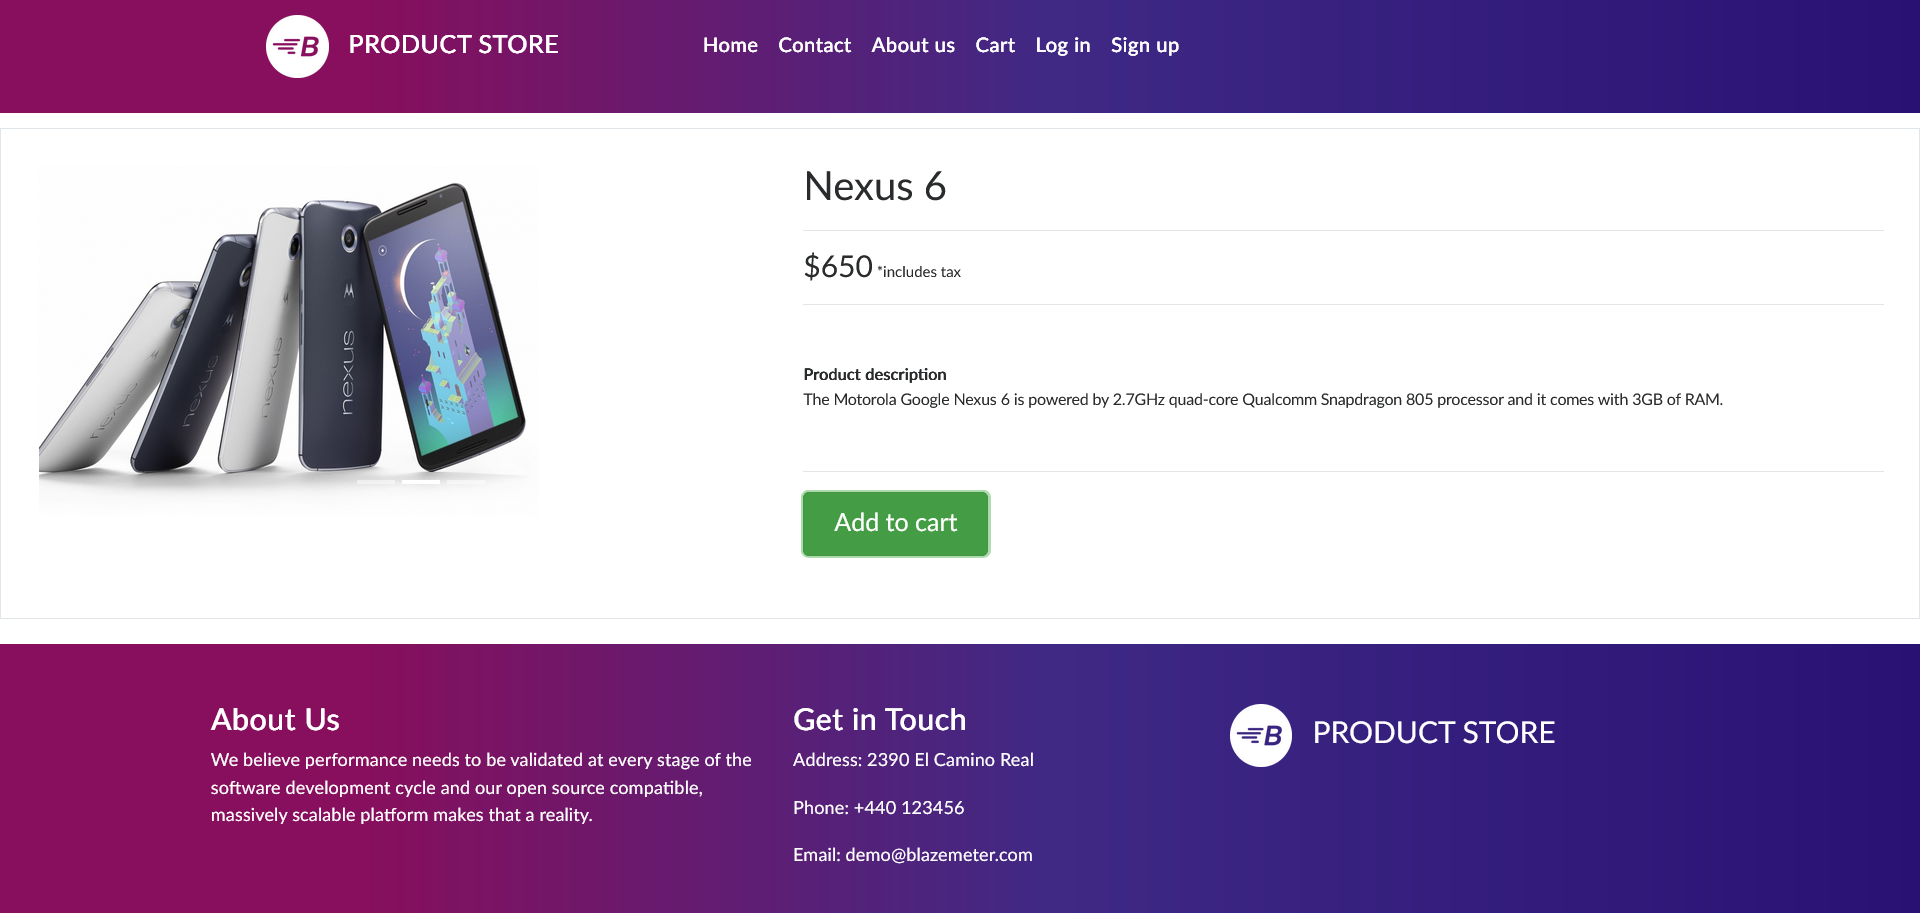 B PRODUCT STORE
Home Contact About us Cart Log in Sign up
nexus
nexus
nexus
nexus
Nexus 6
$650 *includes tax
Product description
The Motorola Google Nexus 6 is powered by 2.7GHz quad-core Qualcomm Snapdragon 805 processor and it comes with 3GB of RAM.
Add to cart
About Us
We believe performance needs to be validated at every stage of the
software development cycle and our open source compatible,
massively scalable platform makes that a reality.
Get in Touch
Address: 2390 El Camino Real
Phone: +440 123456
Email: demo@blazemeter.com
B PRODUCT STORE